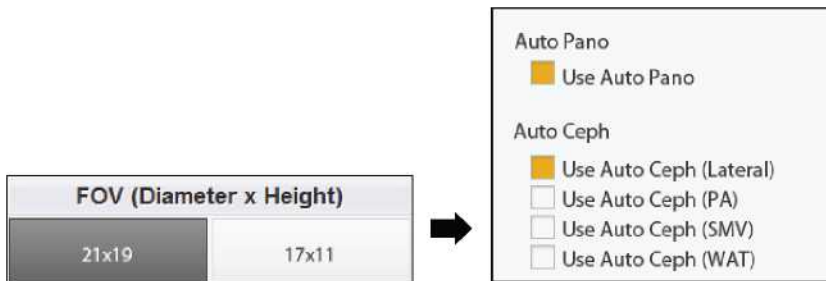 FOV (Diameter x Height)
21x19 17x11
Auto Pano
Use Auto Pano
Auto Ceph
Use Auto Ceph (Lateral)
Use Auto Ceph (PA)
Use Auto Ceph (SMV)
Use Auto Ceph (WAT)